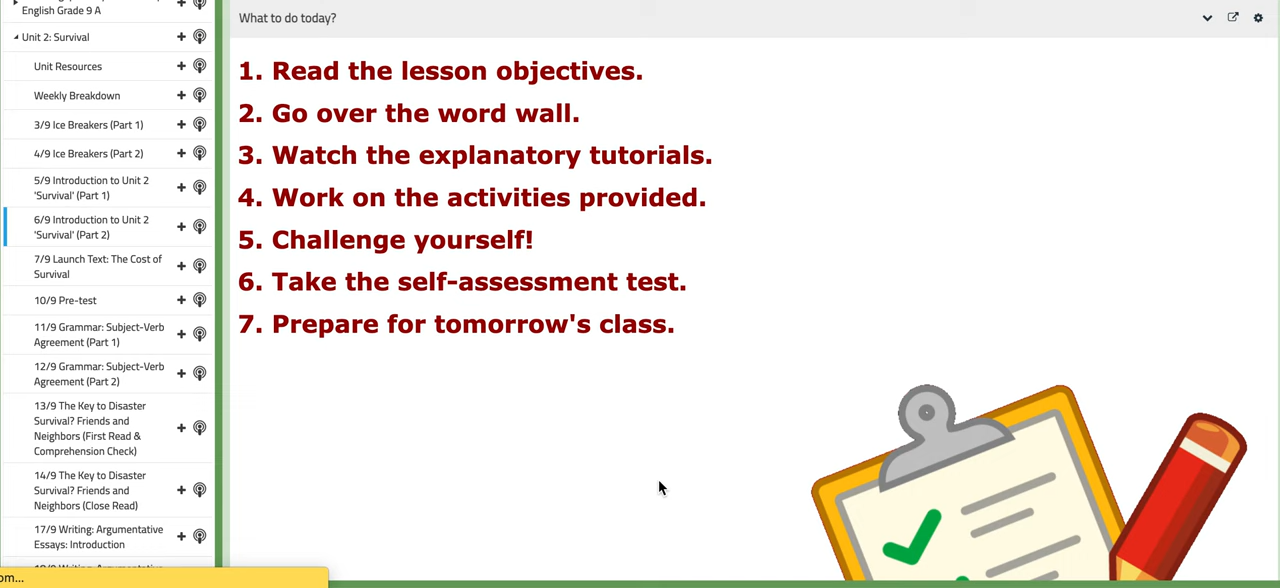 English Grade 9 A
Unit 2: Survival
Unit Resources
Weekly Breakdown
3/9 Ice Breakers (Part 1)
4/9 Ice Breakers (Part 2)
5/9 Introduction to Unit 2
'Survival' (Part 1)
6/9 Introduction to Unit 2
'Survival' (Part 2)
7/9 Launch Text: The Cost of
Survival
10/9 Pre-test
11/9 Grammar: Subject-Verb
Agreement (Part 1)
12/9 Grammar: Subject-Verb
Agreement (Part 2)
13/9 The Key to Disaster
Survival? Friends and
Neighbors (First Read &
Comprehension Check)
14/9 The Key to Disaster
Survival? Friends and
Neighbors (Close Read)
17/9 Writing: Argumentative
Essays: Introduction
om...
What to do today?
1. Read the lesson objectives.
2. Go over the word wall.
3. Watch the explanatory tutorials.
4. Work on the activities provided.
5. Challenge yourself!
6. Take the self-assessment test.
7. Prepare for tomorrow's class.